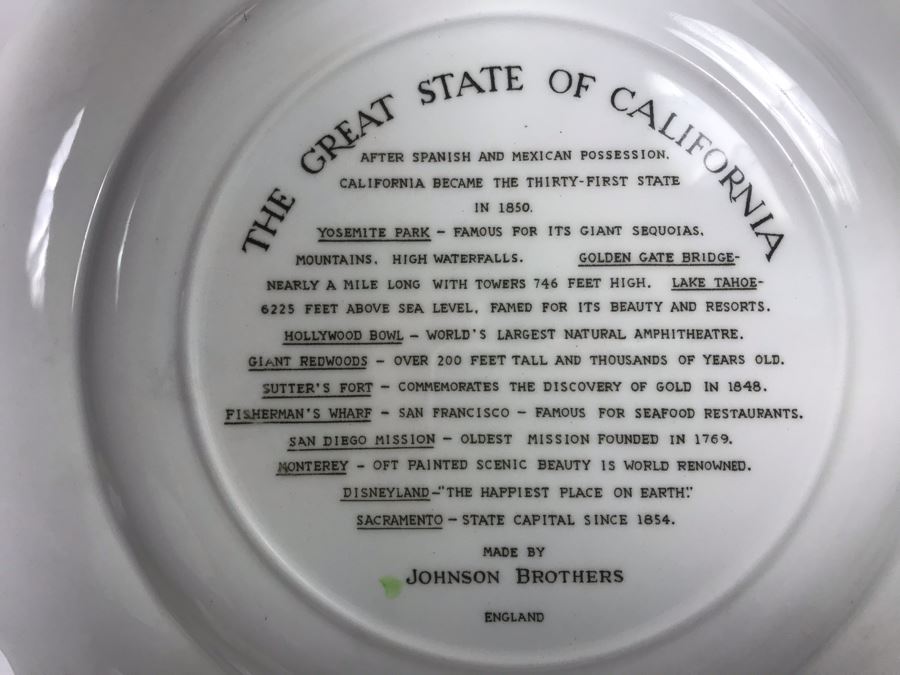 THE GREAT STATE OF CALIFORNIA
AFTER SPANISH AND MEXICAN POSSESSION.
CALIFORNIA BECAME THE THIRTY-FIRST STATE
IN 1850.
YOSEMITE PARK - FAMOUS FOR ITS GIANT SEQUOIAS,
MOUNTAINS, HIGH WATERFALLS. GOLDEN GATE BRIDGE-
NEARLY A MILE LONG WITH TOWERS 746 FEET HIGH. LAKE TAHOE-
6225 FEET ABOVE SEA LEVEL, FAMED FOR ITS BEAUTY AND RESORTS.
HOLLYWOOD BOWL - WORLD'S LARGEST NATURAL AMPHITHEATRE.
GIANT REDWOODS - OVER 200 FEET TALL AND THOUSANDS OF YEARS OLD.
SUTTER'S FORT - COMMEMORATES THE DISCOVERY OF GOLD IN 1848.
FISHERMAN'S WHARF - SAN FRANCISCO - FAMOUS FOR SEAFOOD RESTAURANTS.
SAN DIEGO MISSION - OLDEST MISSION FOUNDED IN 1769.
MONTEREY - OFT PAINTED SCENIC BEAUTY IS WORLD RENOWNED.
DISNEYLAND-"THE HAPPIEST PLACE ON EARTH."
SACRAMENTO - STATE CAPITAL SINCE 1854.
MADE BY
JOHNSON BROTHERS
ENGLAND